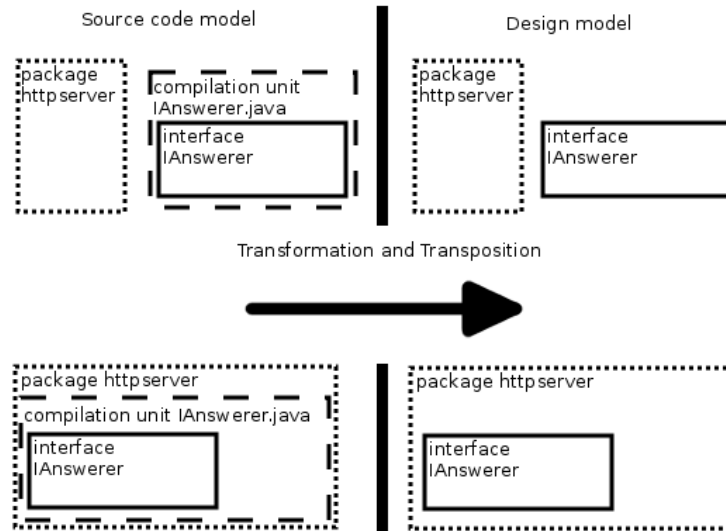 Source code model
Design model
package
httpserver
compilation unit
IAnswerer.java
interface
IAnswerer
package
httpserver
interface
IAnswerer
Transformation and Transposition
package httpserver
compilation unit IAnswerer.java
interface
IAnswerer
package httpserver
interface
IAnswerer